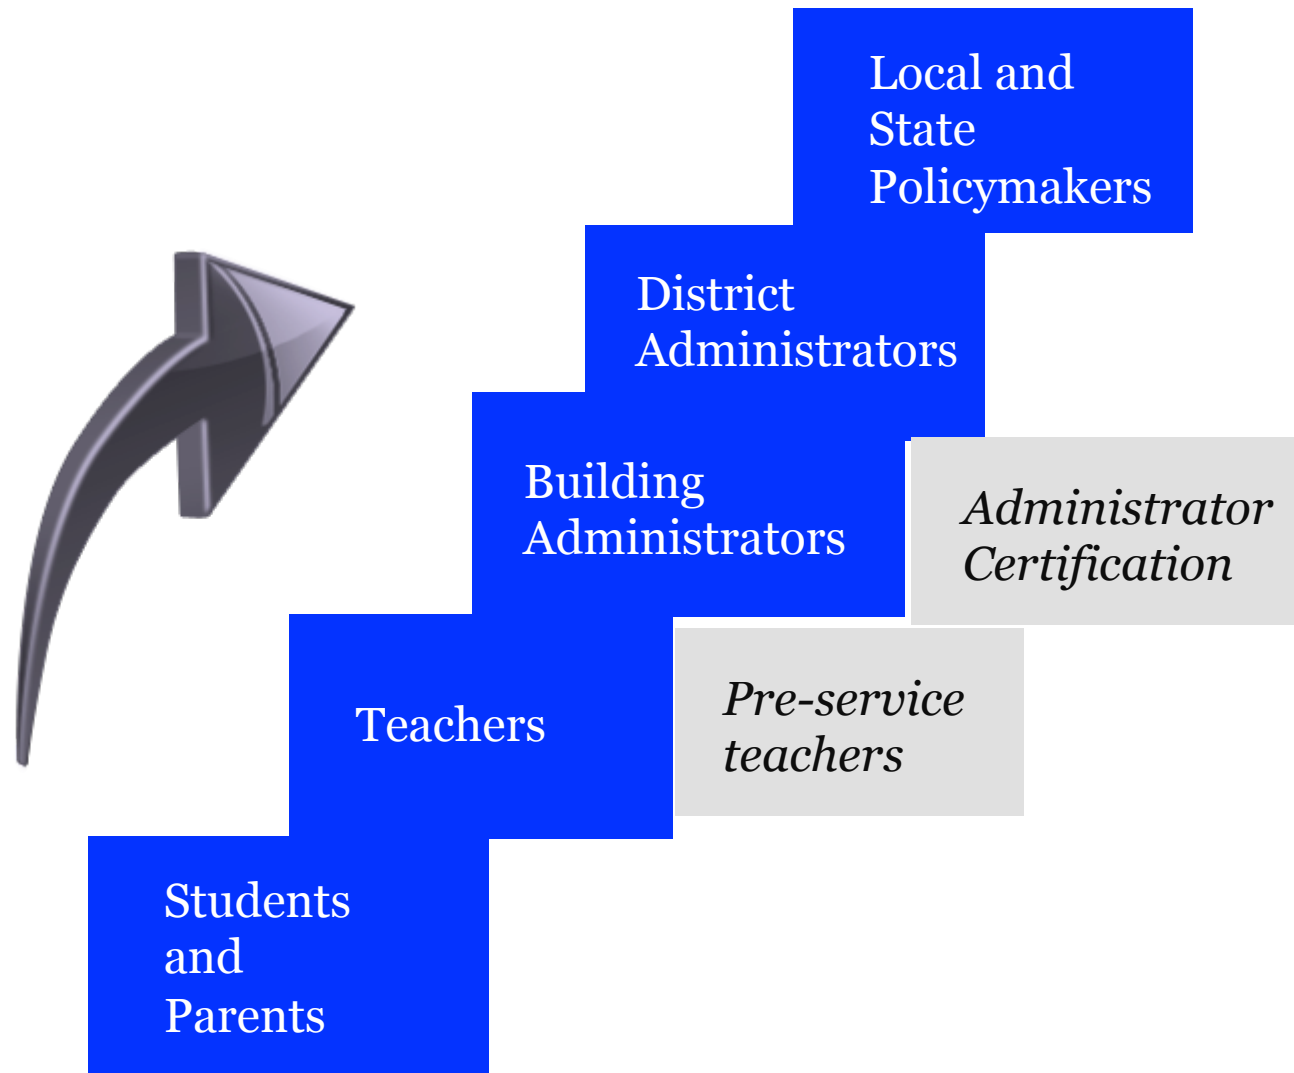 Local and
State
Policymakers
District
Administrators
Building
Administrators
Administrator
Certification
Teachers
Pre-service
teachers
Students
and
Parents